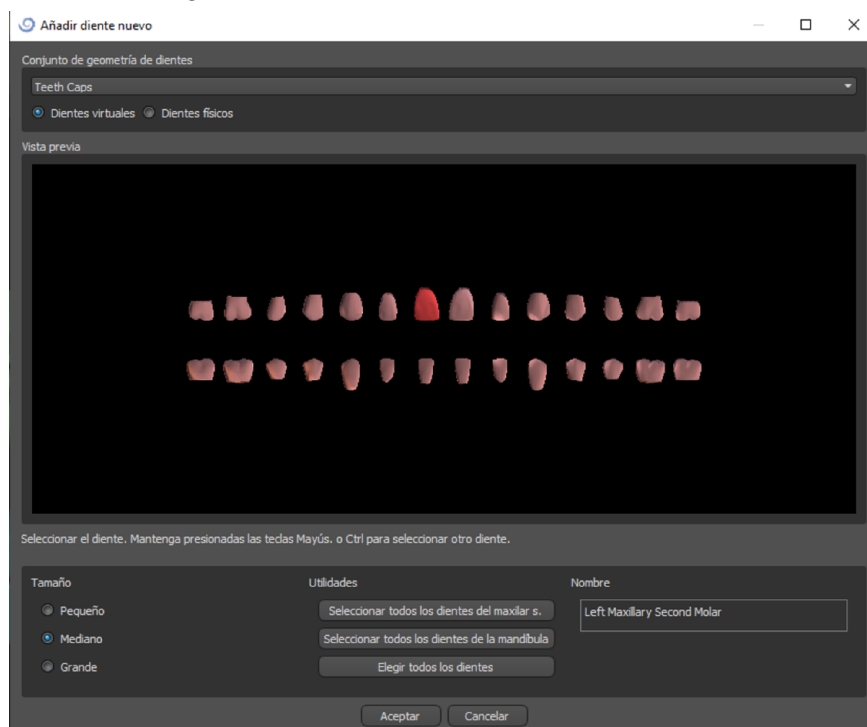 Añadir diente nuevo
Conjunto de geometría de dientes
Teeth Caps
Dientes virtuales Dientes físicos
Vista previa
Seleccionar el diente. Mantenga presionadas las teclas Mayús. o Ctrl para seleccionar otro diente.
Tamaño Utilidades Nombre
Pequeño Seleccionar todos los dientes del maxilar s. Left Maxillary Second Molar
Mediano Seleccionar todos los dientes de la mandíbula
Grande Elegir todos los dientes
Aceptar Cancelar